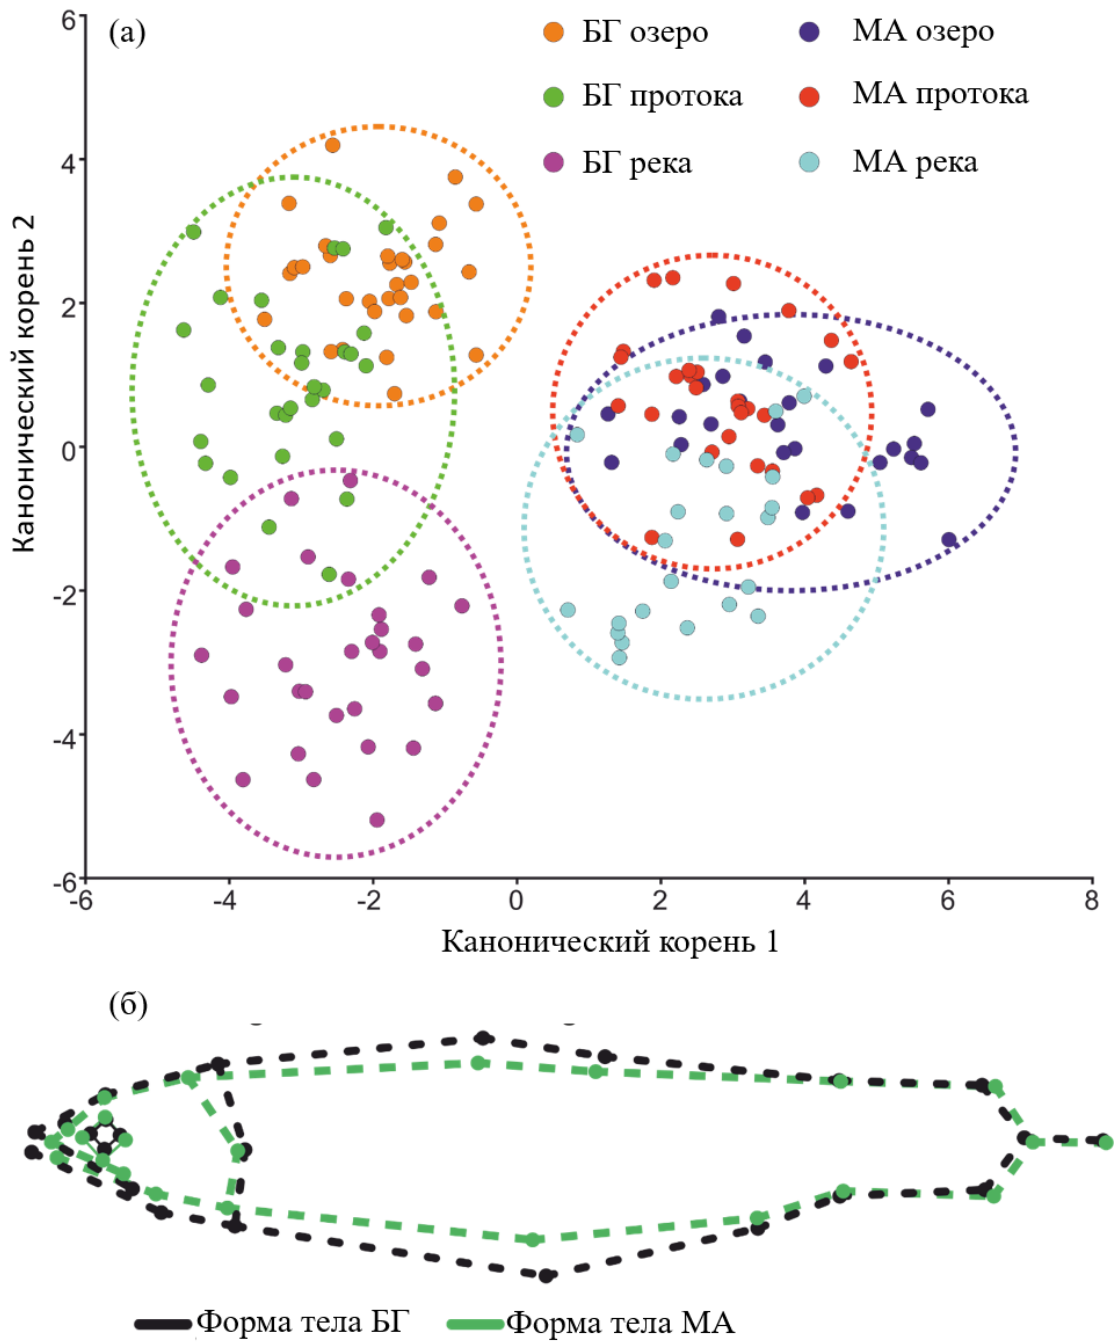 (а)
БГ озеро
МА озеро
БГ протока
МА протока
БГ река
МА река
6
4
2
0
-2
-4
-6
Канонический корень 2
-6
-4
-2
0
2
4
6
8
Канонический корень 1
(б)
Форма тела БГ
Форма тела МА